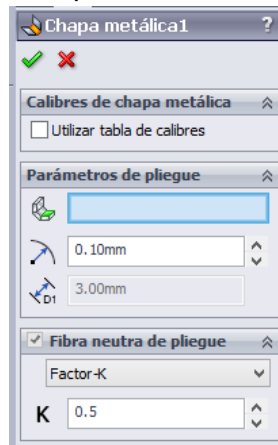 Chapa metálica1 ?
Calibres de chapa metálica
Utilizar tabla de calibres
Parámetros de pliegue
0.10mm
D1 3.00mm
Fibra neutra de pliegue
Factor-K
K 0.5